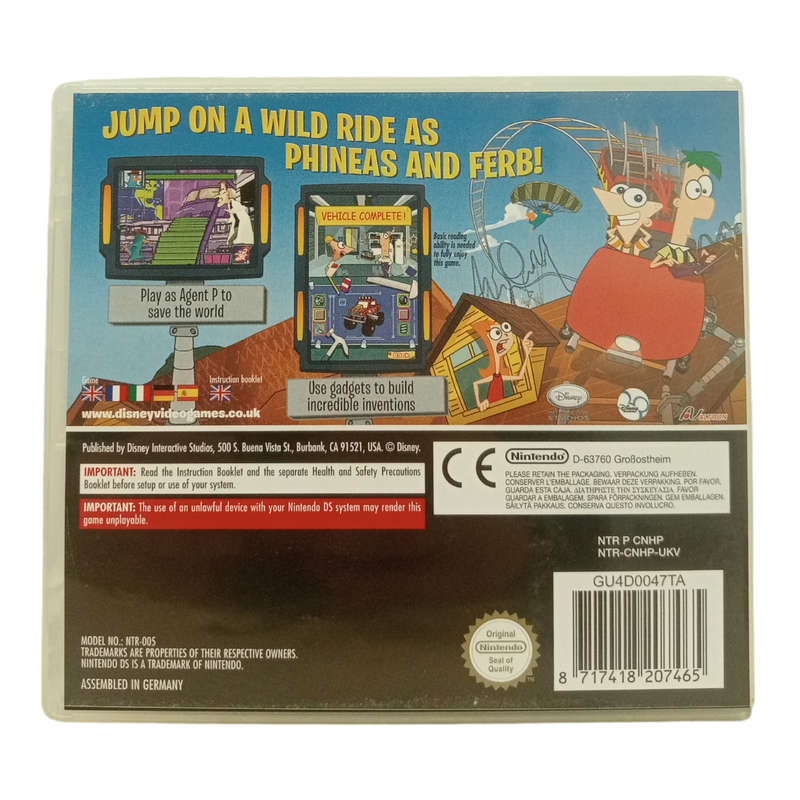 JUMP ON A WILD RIDE AS
PHINEAS AND FERB!
VEHICLE COMPLETE!
Basic reading
ability is needed
to fully enjoy
this game.
Play as Agent P to
save the world
Use gadgets to build
incredible inventions
Game
Instruction booklet
www.disneyvideogames.co.uk
Disney
STUDIOS
ALTRON
Published by Disney Interactive Studios, 500 S. Buena Vista St., Burbank, CA 91521, USA. © Disney.
IMPORTANT: Read the Instruction Booklet and the separate Health and Safety Precautions
Booklet before setup or use of your system.
IMPORTANT: The use of an unlawful device with your Nintendo DS system may render this
game unplayable.
CE
Nintendo D-63760 Großostheim
PLEASE RETAIN THE PACKAGING. VERPACKUNG AUFHEBEN.
CONSERVER L'EMBALLAGE. BEWAAR DEZE VERPAKKING. POR FAVOR,
GUARDA ESTA CAJA. ΔΙΑΤΗΡΗΣΤΕ ΤΗΝ ΣΥΣΚΕΥΑΣΙΑ. FAVOR
GUARDAR A EMBALAGEM. SPARA FÖRPACKNINGEN. GEM EMBALLAGEN.
SÄILYTÄ PAKKAUS. CONSERVA QUESTO INVOLUCRO.
NTR P CNHP
NTR-CNHP-UKV
GU4D0047TA
8 717418 207465
Original
Nintendo
Seal of
Quality
TM
MODEL NO.: NTR-005
TRADEMARKS ARE PROPERTIES OF THEIR RESPECTIVE OWNERS.
NINTENDO DS IS A TRADEMARK OF NINTENDO.
ASSEMBLED IN GERMANY